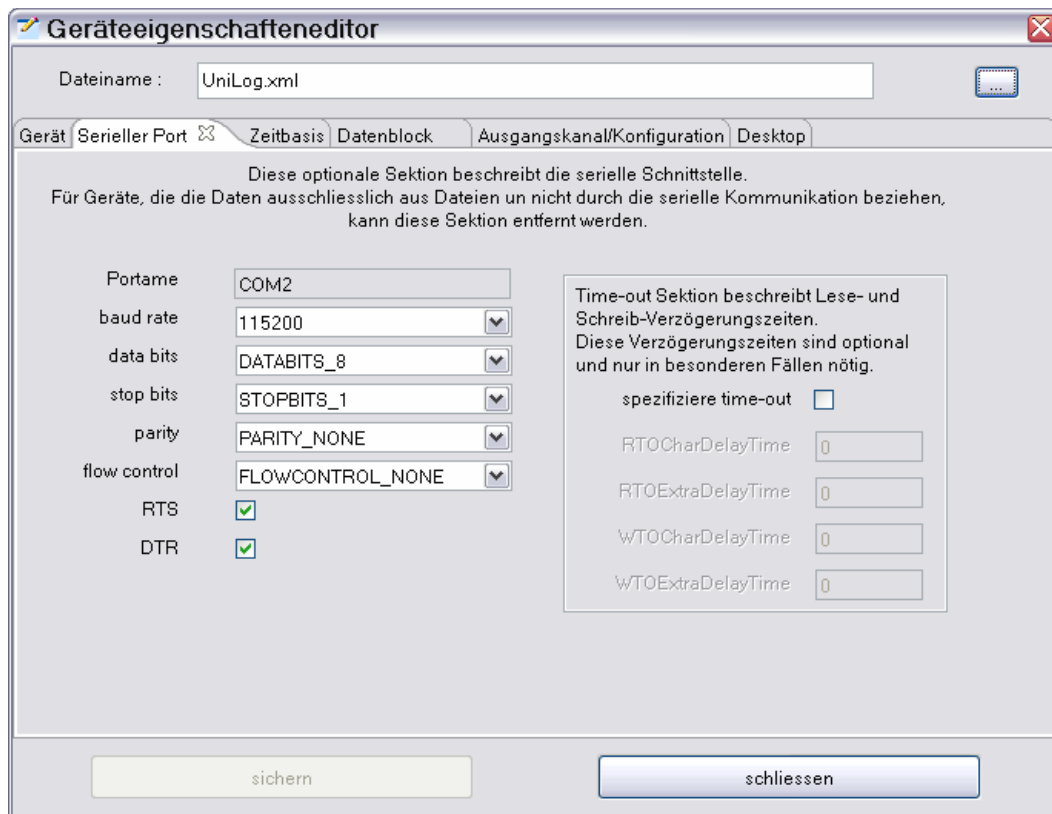 Geräteeigenschafteneditor
Dateiname :
UniLog.xml
...
Gerät
Serieller Port
Zeitbasis
Datenblock
Ausgangskanal/Konfiguration
Desktop
Diese optionale Sektion beschreibt die serielle Schnittstelle.
Für Geräte, die die Daten ausschliesslich aus Dateien un nicht durch die serielle Kommunikation beziehen,
kann diese Sektion entfernt werden.
Portame
COM2
baud rate
115200
data bits
DATABITS_8
stop bits
STOPBITS_1
parity
PARITY_NONE
flow control
FLOWCONTROL_NONE
RTS
DTR
Time-out Sektion beschreibt Lese- und
Schreib-Verzögerungszeiten.
Diese Verzögerungszeiten sind optional
und nur in besonderen Fällen nötig.
spezifiziere time-out
RTOCharDelayTime
0
RTOExtraDelayTime
0
WTOCharDelayTime
0
WTOExtraDelayTime
0
sichern
schliessen